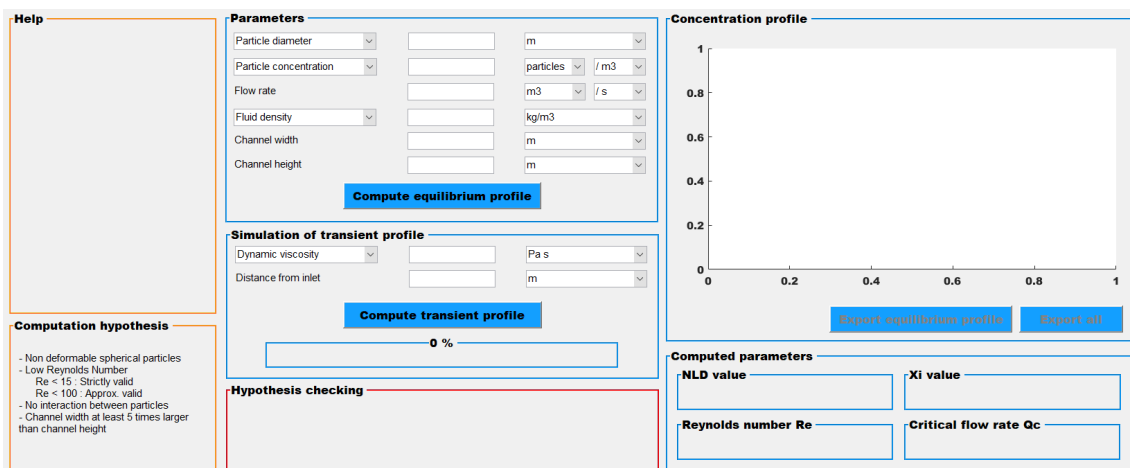 Help
Computation hypothesis
- Non deformable spherical particles
- Low Reynolds Number
Re < 15 : Strictly valid
Re < 100 : Approx. valid
- No interaction between particles
- Channel width at least 5 times larger
than channel height
Parameters
Particle diameter m
Particle concentration particles / m3
Flow rate m3 / s
Fluid density kg/m3
Channel width m
Channel height m
Compute equilibrium profile
Simulation of transient profile
Dynamic viscosity Pa s
Distance from inlet m
Compute transient profile
0 %
Hypothesis checking
Concentration profile
1
0.8
0.6
0.4
0.2
0
0 0.2 0.4 0.6 0.8 1
Export equilibrium profile Export all
Computed parameters
NLD value Xi value
Reynolds number Re Critical flow rate Qc